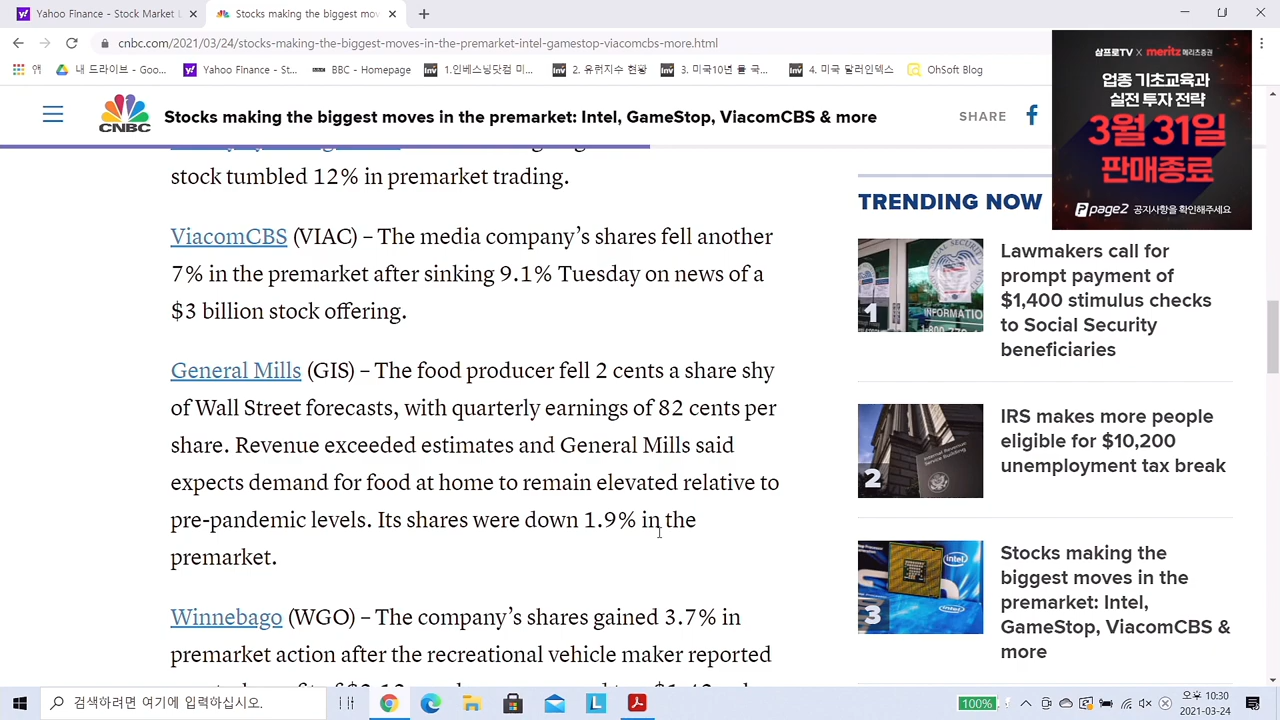 Yahoo Finance - Stock Market L
Stocks making the biggest mov
cnbc.com/2021/03/24/stocks-making-the-biggest-moves-in-the-premarket-intel-gamestop-viacomcbs-more.html
앱
내 드라이브 - Goo...
Yahoo Finance - St...
BBC - Homepage
1.인베스팅닷컴 미...
2. 유럽지수 현황
3. 미국10년 물 국...
4. 미국 달러인덱스
OhSoft Blog
CNBC
Stocks making the biggest moves in the premarket: Intel, GameStop, ViacomCBS & more
SHARE
삼프로TV X meritz 메리츠증권
업종 기초교육과
실전 투자 전략
3월 31일
판매종료
page2 공지사항을 확인해주세요
stock tumbled 12% in premarket trading.
ViacomCBS (VIAC) – The media company's shares fell another
7% in the premarket after sinking 9.1% Tuesday on news of a
$3 billion stock offering.
General Mills (GIS) – The food producer fell 2 cents a share shy
of Wall Street forecasts, with quarterly earnings of 82 cents per
share. Revenue exceeded estimates and General Mills said
expects demand for food at home to remain elevated relative to
pre-pandemic levels. Its shares were down 1.9% in the
premarket.
Winnebago (WGO) – The company's shares gained 3.7% in
premarket action after the recreational vehicle maker reported
TRENDING NOW
1
INFORMATIO
Lawmakers call for
prompt payment of
$1,400 stimulus checks
to Social Security
beneficiaries
2
IRS makes more people
eligible for $10,200
unemployment tax break
3
intel
intel
Stocks making the
biggest moves in the
premarket: Intel,
GameStop, ViacomCBS &
more
검색하려면 여기에 입력하십시오.
100%
오후 10:30
2021-03-24